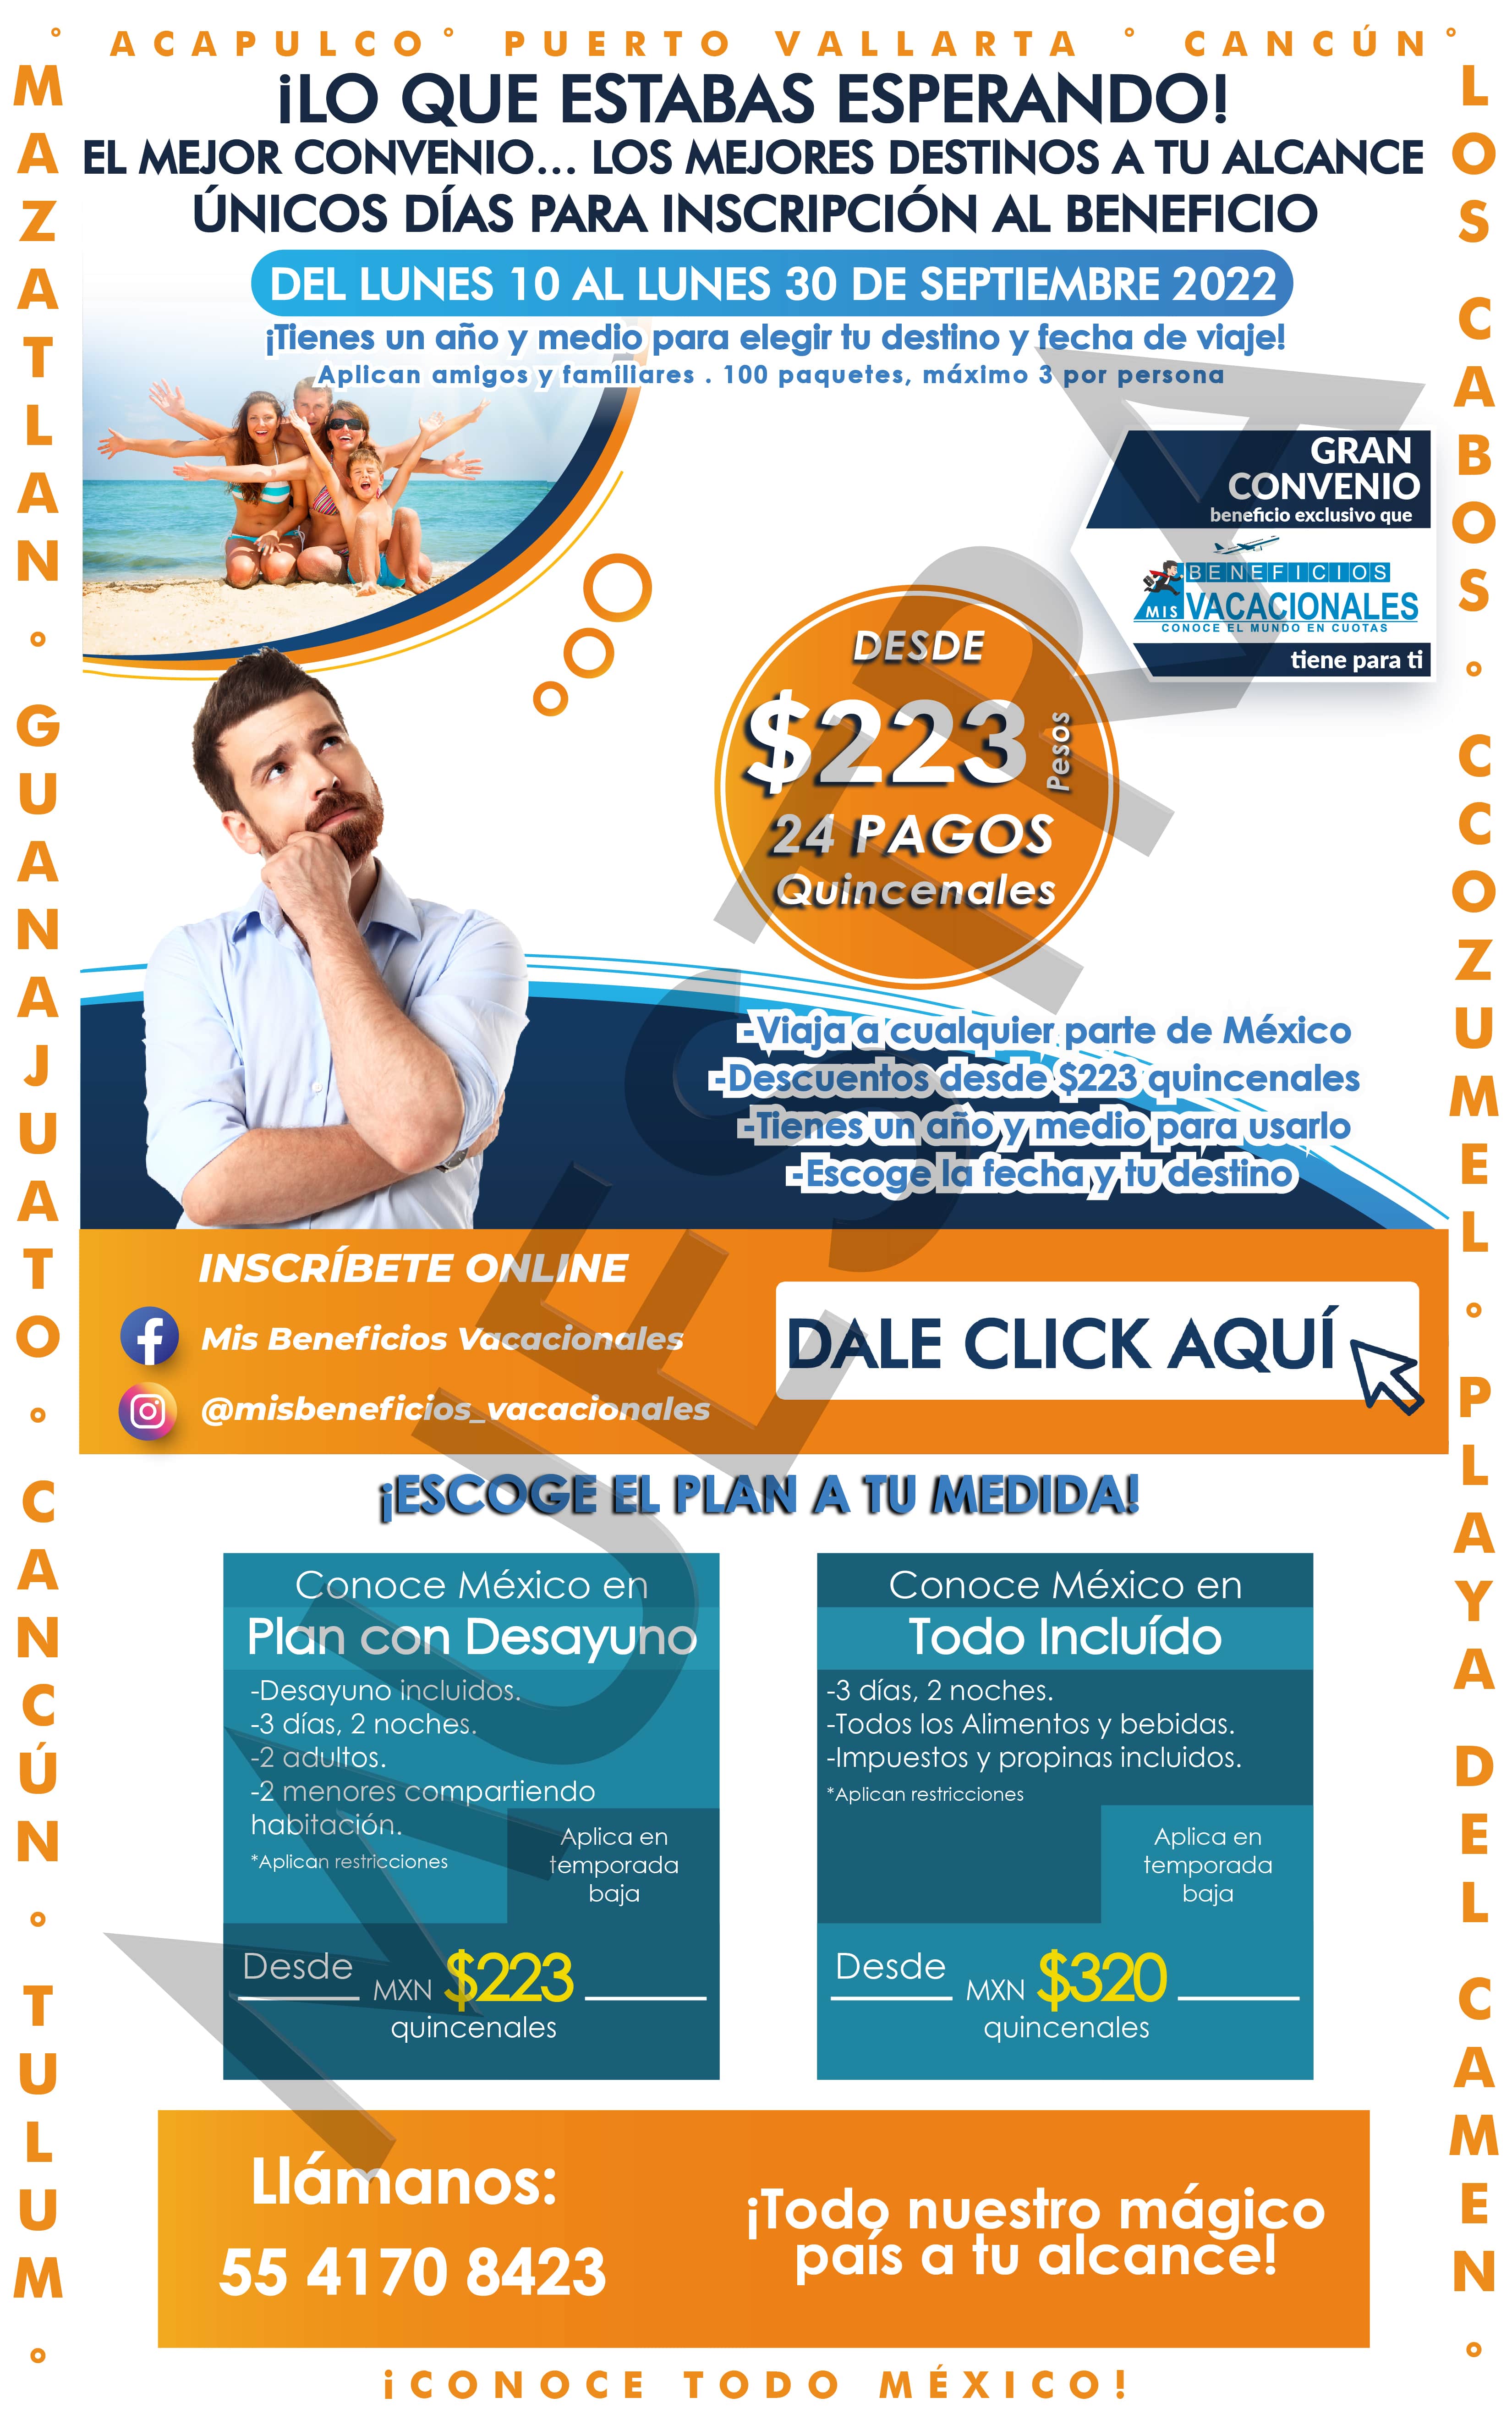 ° ACAPULCO ° PUERTO VALLARTA ° CANCÚN °
¡LO QUE ESTABAS ESPERANDO!
EL MEJOR CONVENIO... LOS MEJORES DESTINOS A TU ALCANCE
ÚNICOS DÍAS PARA INSCRIPCIÓN AL BENEFICIO
DEL LUNES 10 AL LUNES 30 DE SEPTIEMBRE 2022
¡Tienes un año y medio para elegir tu destino y fecha de viaje!
Aplican amigos y familiares . 100 paquetes, máximo 3 por persona
GRAN
CONVENIO
beneficio exclusivo que
BENEFICIOS
MIS VACACIONALES
CONOCE EL MUNDO EN CUOTAS
tiene para ti
DESDE
$223 Pesos
24 PAGOS
Quincenales
-Viaja a cualquier parte de México
-Descuentos desde $223 quincenales
-Tienes un año y medio para usarlo
-Escoge la fecha y tu destino
INSCRÍBETE ONLINE
Mis Beneficios Vacacionales
@misbeneficios_vacacionales
DALE CLICK AQUÍ
¡ESCOGE EL PLAN A TU MEDIDA!
Conoce México en
Plan con Desayuno
-Desayuno incluidos.
-3 días, 2 noches.
-2 adultos.
-2 menores compartiendo
habitación.
*Aplican restricciones
Aplica en
temporada
baja
Desde MXN $223
quincenales
Conoce México en
Todo Incluído
-3 días, 2 noches.
-Todos los Alimentos y bebidas.
-Impuestos y propinas incluidos.
*Aplican restricciones
Aplica en
temporada
baja
Desde MXN $320
quincenales
Llámanos:
55 4170 8423
¡Todo nuestro mágico
país a tu alcance!
¡CONOCE TODO MÉXICO!
MAZATLAN ° GUANAJUATO ° CANCÚN ° TULUM °
LOS CABOS ° CCOZUMEL ° PLAYA DEL CAMEN °
MUESTRA